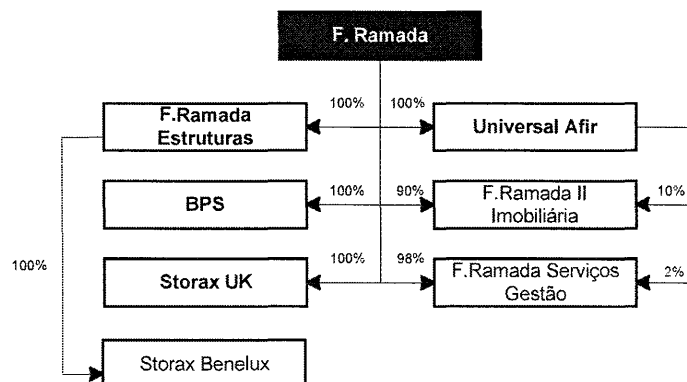 F. Ramada
100% 100%
F.Ramada
Estruturas
Universal Afir
BPS
100% 90%
F.Ramada II
Imobiliária
10%
100%
Storax UK
100% 98%
F.Ramada Serviços
Gestão
2%
Storax Benelux